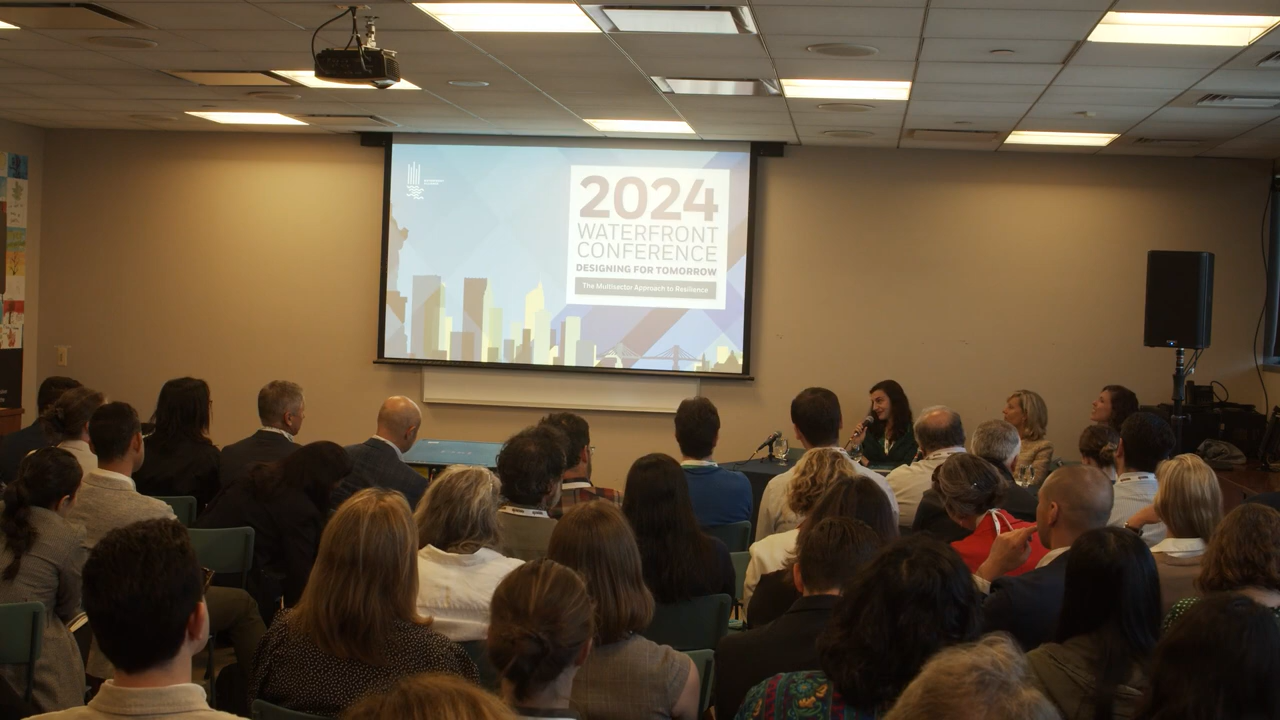 2024
WATERFRONT
CONFERENCE
DESIGNING FOR TOMORROW
The Multisector Approach to Resilience